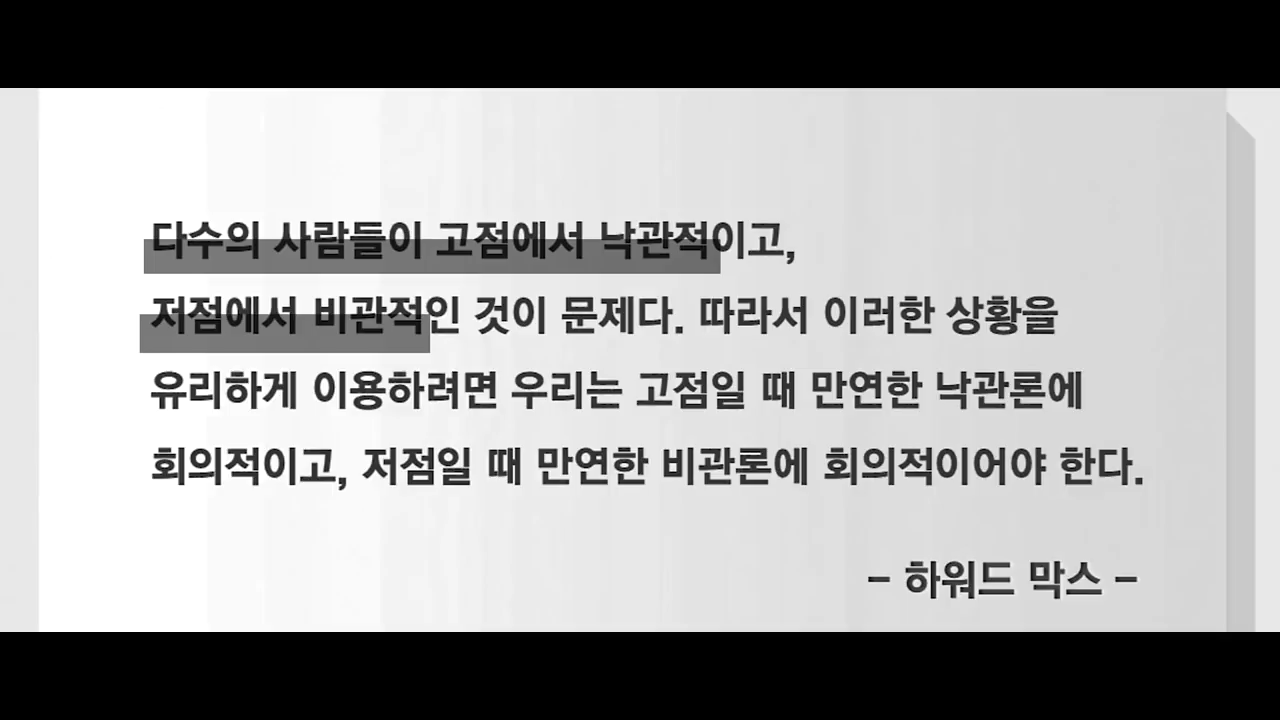 다수의 사람들이 고점에서 낙관적이고,
저점에서 비관적인 것이 문제다. 따라서 이러한 상황을
유리하게 이용하려면 우리는 고점일 때 만연한 낙관론에
회의적이고, 저점일 때 만연한 비관론에 회의적이어야 한다.
- 하워드 막스 -